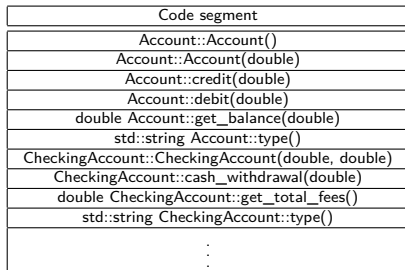 Code segment
Account::Account()
Account::Account(double)
Account::credit(double)
Account::debit(double)
double Account::get_balance(double)
std::string Account::type()
CheckingAccount::CheckingAccount(double, double)
CheckingAccount::cash_withdrawal(double)
double CheckingAccount::get_total_fees()
std::string CheckingAccount::type()
.
.
.